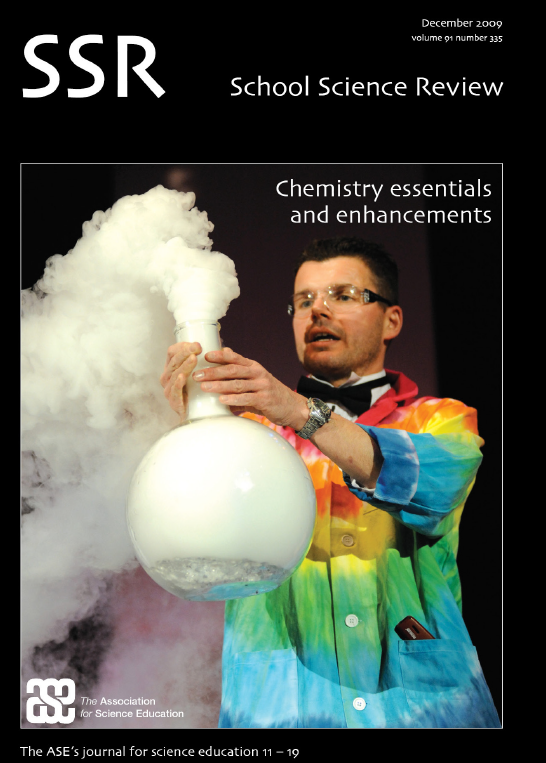 December 2009
volume 91 number 335
SSR
School Science Review
Chemistry essentials
and enhancements
ase
The Association
for Science Education
The ASE's journal for science education 11 – 19